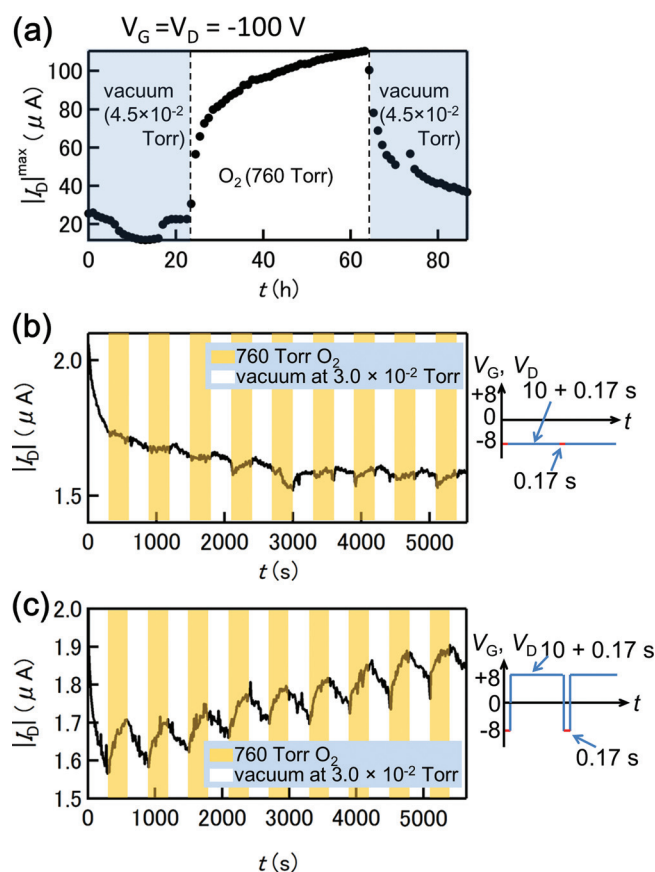 (a)
V_G =V_D = -100 V
|I_D|^max (μA)
100
80
60
40
20
vacuum
(4.5×10^-2
Torr)
O_2 (760 Torr)
vacuum
(4.5×10^-2
Torr)
0 20 40 60 80
t (h)
(b)
|I_D| (μA)
2.0
1.5
760 Torr O_2
vacuum at 3.0 × 10^-2 Torr
0 1000 2000 3000 4000 5000
t (s)
V_G, V_D
+8
0
-8
10 + 0.17 s
t
0.17 s
(c)
|I_D| (μA)
2.0
1.9
1.8
1.7
1.6
1.5
760 Torr O_2
vacuum at 3.0 × 10^-2 Torr
0 1000 2000 3000 4000 5000
t (s)
V_G, V_D
10 + 0.17 s
+8
0
-8
t
0.17 s